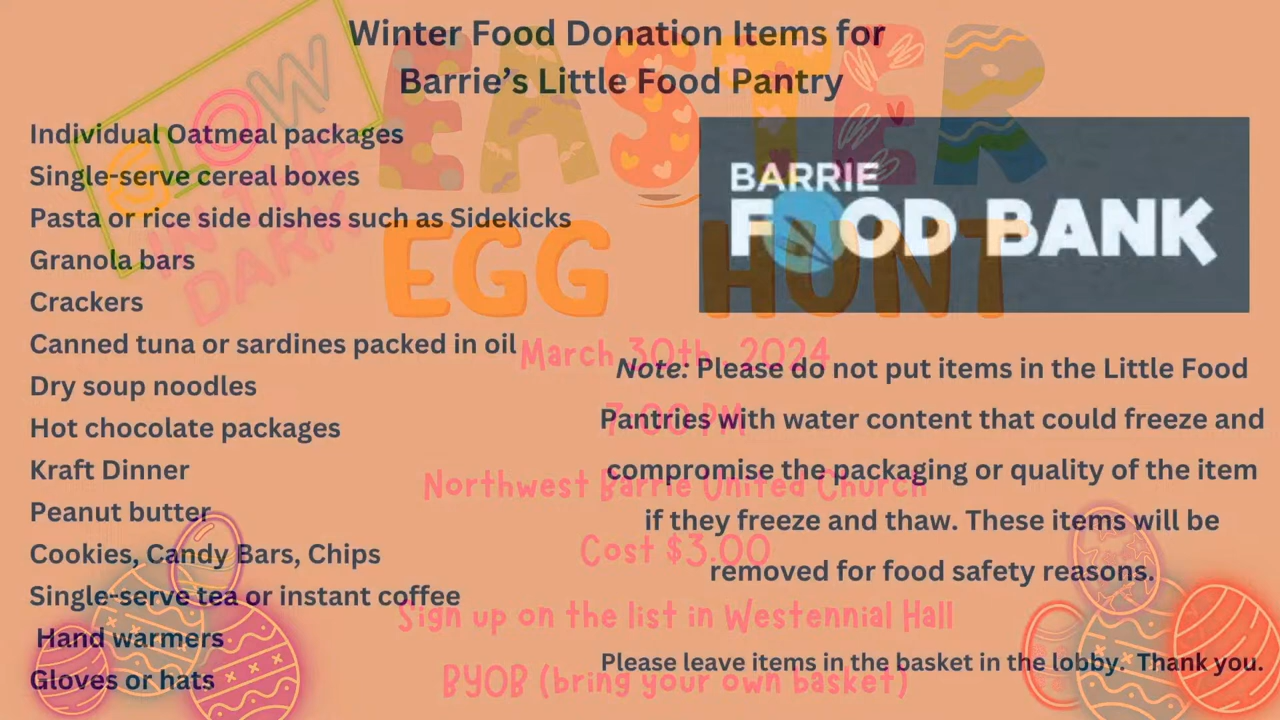 Winter Food Donation Items for
Barrie's Little Food Pantry
Individual Oatmeal packages
Single-serve cereal boxes
Pasta or rice side dishes such as Sidekicks
Granola bars
Crackers
Canned tuna or sardines packed in oil
Dry soup noodles
Hot chocolate packages
Kraft Dinner
Peanut butter
Cookies, Candy Bars, Chips
Single-serve tea or instant coffee
Hand warmers
Gloves or hats
BARRIE
FOOD BANK
Note: Please do not put items in the Little Food
Pantries with water content that could freeze and
compromise the packaging or quality of the item
if they freeze and thaw. These items will be
removed for food safety reasons.
Please leave items in the basket in the lobby. Thank you.
GLOW
IN THE
DARK
EASTER
EGG HUNT
March 30th, 2024
7:00 PM
Northwest Barrie United Church
Cost $3.00
Sign up on the list in Westennial Hall
BYOB (bring your own basket)